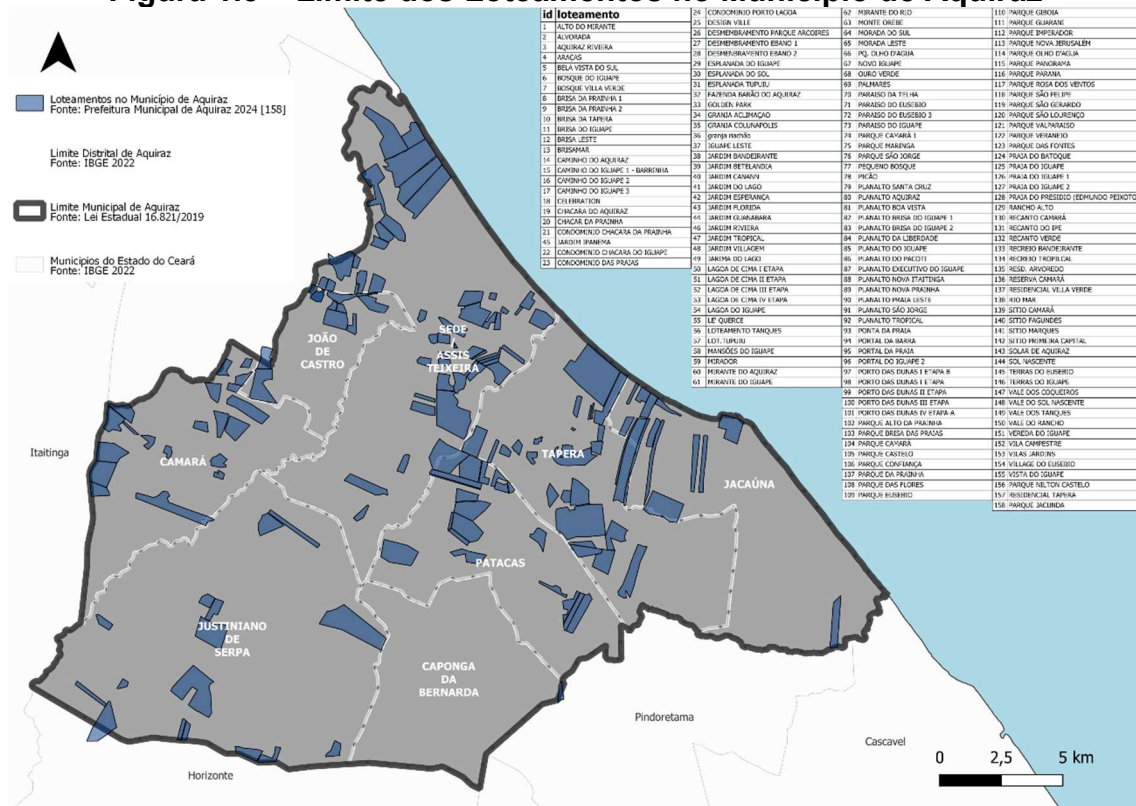 Figura 1.6 – Limite dos Loteamentos no Município de Aquiraz
Loteamentos no Município de Aquiraz
Fonte: Prefeitura Municipal de Aquiraz 2024 [158]
Limite Distrital de Aquiraz
Fonte: IBGE 2022
Limite Municipal de Aquiraz
Fonte: Lei Estadual 16.821/2019
Municipios do Estado do Ceará
Fonte: IBGE 2022
id loteamento
1 ALTO DO MIRANTE
2 ALVORADA
3 AQUIRAZ RIVIERA
4 ARAÇAS
5 BELA VISTA DO SUL
6 BOSQUE DO IGUAPE
7 BOSQUE VILLA VERDE
8 BRISA DA PRAINHA 1
9 BRISA DA PRAINHA 2
10 BRISA DA TAPERA
11 BRISA DO IGUAPE
12 BRISA LESTE
13 BRISAMAR
14 CAMINHO DO AQUIRAZ
15 CAMINHO DO IGUAPE 1 - BARRINHA
16 CAMINHO DO IGUAPE 2
17 CAMINHO DO IGUAPE 3
18 CELEBRATION
19 CHACARA DO AQUIRAZ
20 CHACAR DA PRAINHA
21 CONDOMINIO CHACARA DA PRAINHA
45 JARDIM IPANEMA
22 CONDOMINIO CHACARA DO IGUAPE
23 CONDOMINIO DAS PRAIAS
24 CONDOMINIO PORTO LAGOA
25 DESIGN VILLE
26 DESMEMBRAMENTO PARQUE ARCOIRES
27 DESMEMBRAMENTO EBANO 1
28 DESMEMBRAMENTO EBANO 2
29 ESPLANADA DO IGUAPE
30 ESPLANADA DO SOL
31 ESPLANADA TUPUIU
32 FAZENDA BARÃO DO AQUIRAZ
33 GOLDEN PARK
34 GRANJA ACLIMAÇAO
35 GRANJA COLUNAPOLIS
36 granja riachão
37 IGUAPE LESTE
38 JARDIM BANDEIRANTE
39 JARDIM BETELANDIA
40 JARDIM CANANN
41 JARDIM DO LAGO
42 JARDIM ESPERANÇA
43 JARDIM FLORIDA
44 JARDIM GUANABARA
46 JARDIM RIVIERA
47 JARDIM TROPICAL
48 JARDIM VILLAGEM
49 JARIMA DO LAGO
50 LAGOA DE CIMA I ETAPA
51 LAGOA DE CIMA II ETAPA
52 LAGOA DE CIMA III ETAPA
53 LAGOA DE CIMA IV ETAPA
54 LAGOA DO IGUAPE
55 LE' QUERCE
56 LOTEAMENTO TANQUES
57 LOT.TUPUIU
58 MANSÕES DO IGUAPE
59 MIRADOR
60 MIRANTE DO AQUIRAZ
61 MIRANTE DO IGUAPE
62 MIRANTE DO RIO
63 MONTE OREBE
64 MORADA DO SUL
65 MORADA LESTE
66 PQ. OLHO D'AGUA
67 NOVO IGUAPE
68 OURO VERDE
69 PALMARES
70 PARAISO DA TELHA
71 PARAISO DO EUSEBIO
72 PARAISO DO EUSEBIO 3
73 PARAISO DO IGUAPE
74 PARQUE CAMARÁ 1
75 PARQUE MARINGA
76 PARQUE SÃO JORGE
77 PEQUENO BOSQUE
78 PICÃO
79 PLANALTO SANTA CRUZ
80 PLANALTO AQUIRAZ
81 PLANALTO BOA VISTA
82 PLANALTO BRISA DO IGUAPE 1
83 PLANALTO BRISA DO IGUAPE 2
84 PLANALTO DA LIBERDADE
85 PLANALTO DO IGUAPE
86 PLANALTO DO PACOTI
87 PLANALTO EXECUTIVO DO IGUAPE
88 PLANALTO NOVA ITAITINGA
89 PLANALTO NOVA PRAINHA
90 PLANALTO PRAIA LESTE
91 PLANALTO SÃO JORGE
92 PLANALTO TROPICAL
93 PONTA DA PRAIA
94 PORTAL DA BARRA
95 PORTAL DA PRAIA
96 PORTAL DO IGUAPE 2
97 PORTO DAS DUNAS I ETAPA B
98 PORTO DAS DUNAS I ETAPA
99 PORTO DAS DUNAS II ETAPA
100 PORTO DAS DUNAS III ETAPA
101 PORTO DAS DUNAS IV ETAPA-A
102 PARQUE ALTO DA PRAINHA
103 PARQUE BRISA DAS PRAIAS
104 PARQUE CAMARÁ
105 PARQUE CASTELO
106 PARQUE CONFIANÇA
107 PARQUE DA PRAINHA
108 PARQUE DAS FLORES
109 PARQUE EUSEBIO
110 PARQUE GIBOIA
111 PARQUE GUARANI
112 PARQUE IMPERADOR
113 PARQUE NOVA JERUSALÉM
114 PARQUE OLHO D'AGUA
115 PARQUE PANORAMA
116 PARQUE PARANA
117 PARQUE ROSA DOS VENTOS
118 PARQUE SÃO FELIPE
119 PARQUE SÃO GERARDO
120 PARQUE SÃO LOURENÇO
121 PARQUE VALPARAISO
122 PARQUE VERANEIO
123 PARQUE DAS FONTES
124 PRAIA DO BATOQUE
125 PRAIA DO IGUAPE
126 PRAIA DO IGUAPE 1
127 PRAIA DO IGUAPE 2
128 PRAIA DO PRESIDIO (EDMUNDO PEIXOTO
129 RANCHO ALTO
130 RECANTO CAMARÁ
131 RECANTO DO IPE
132 RECANTO VERDE
133 RECREIO BANDEIRANTE
134 RECREIO TROPILCAL
135 RESD. ARVOREDO
136 RESERVA CAMARÁ
137 RESIDENCIAL VILLA VERDE
138 RIO MAR
139 SITIO CAMARÁ
140 SITIO FAGUNDES
141 SITIO MARQUES
142 SITIO PRIMEIRA CAPITAL
143 SOLAR DE AQUIRAZ
144 SOL NASCENTE
145 TERRAS DO EUSEBIO
146 TERRAS DO IGUAPE
147 VALE DOS COQUEIROS
148 VALE DO SOL NASCENTE
149 VALE DOS TANQUES
150 VALE DO RANCHO
151 VEREDA DO IGUAPE
152 VILA CAMPESTRE
153 VILAS JARDINS
154 VILLAGE DO EUSEBIO
155 VISTA DO IGUAPE
156 PARQUE NILTON CASTELO
157 RESIDENCIAL TAPERA
158 PARQUE JACUNDA
JOÃO
DE
CASTRO
SEDE
/
ASSIS
TEIXEIRA
Itaitinga
CAMARÁ
TAPERA
JACAÚNA
PATACAS
JUSTINIANO
DE
SERPA
CAPONGA
DA
BERNARDA
Pindoretama
Cascavel
Horizonte
0 2,5 5 km